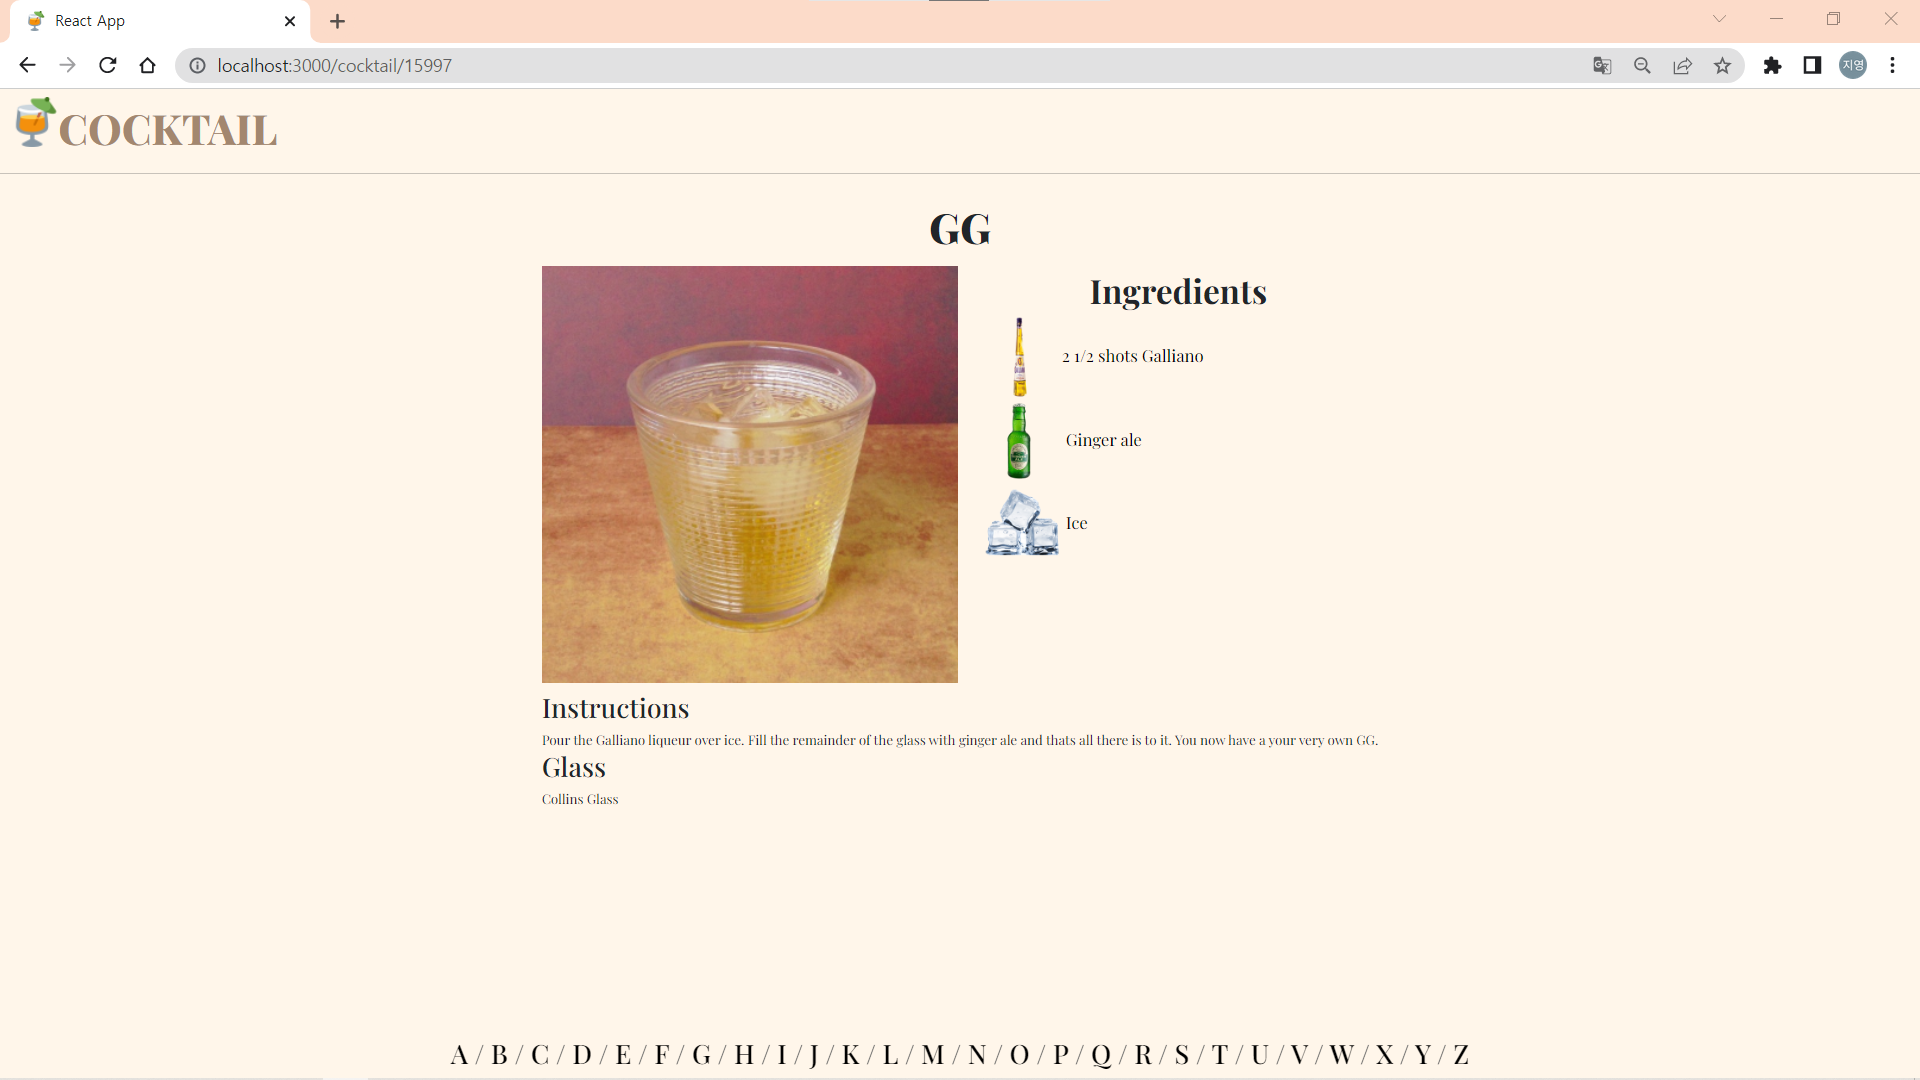 React App
localhost:3000/cocktail/15997
지영
COCKTAIL
GG
Ingredients
2 1/2 shots Galliano
Ginger ale
Ice
Instructions
Pour the Galliano liqueur over ice. Fill the remainder of the glass with ginger ale and thats all there is to it. You now have a your very own GG.
Glass
Collins Glass
A / B / C / D / E / F / G / H / I / J / K / L / M / N / O / P / Q / R / S / T / U / V / W / X / Y / Z